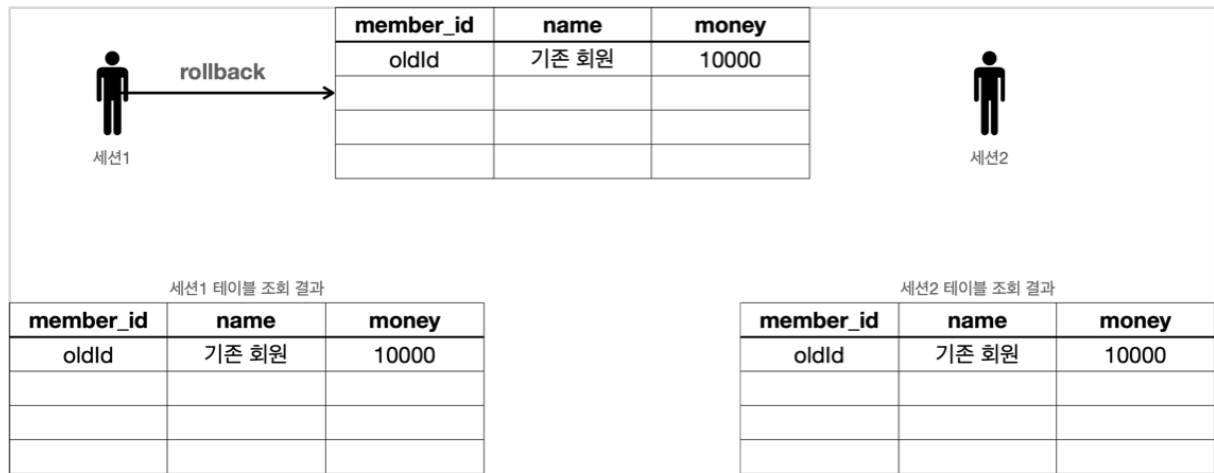 member_id name money
oldId 기존 회원 10000
rollback
세션1
세션2
세션1 테이블 조회 결과
member_id name money
oldId 기존 회원 10000
세션2 테이블 조회 결과
member_id name money
oldId 기존 회원 10000